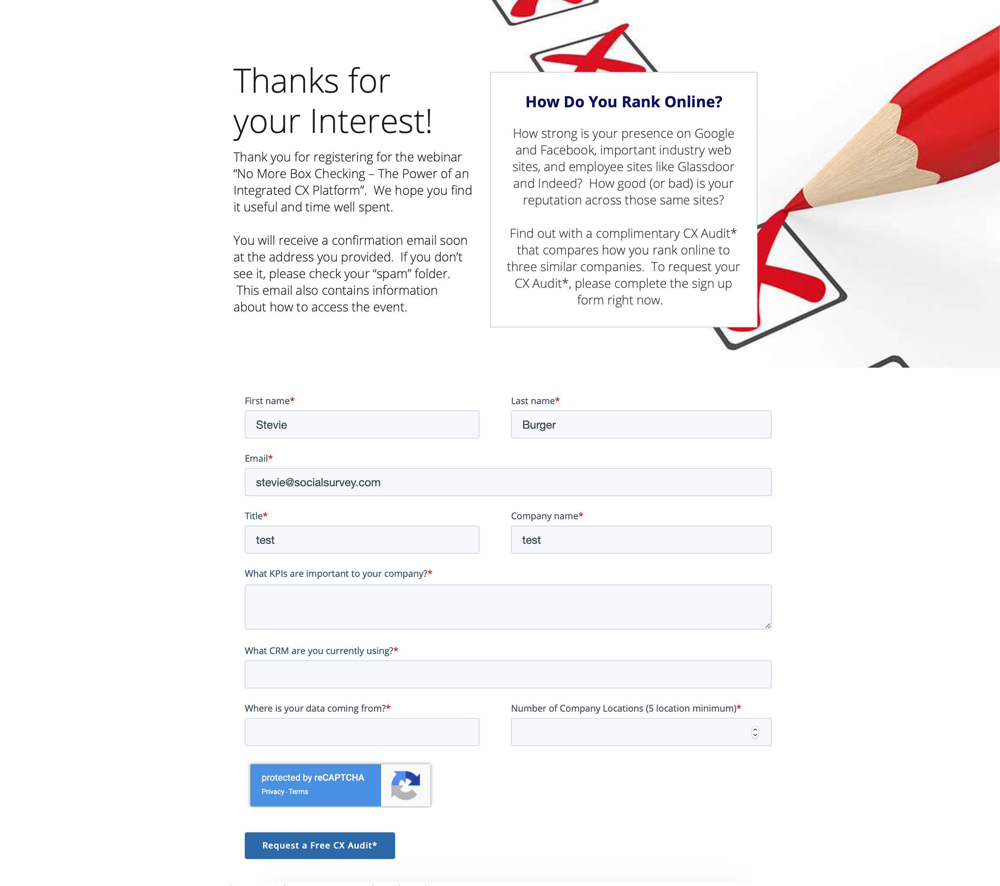 Thanks for
your Interest!
Thank you for registering for the webinar
“No More Box Checking – The Power of an
Integrated CX Platform”.  We hope you find
it useful and time well spent.
You will receive a confirmation email soon
at the address you provided.  If you don’t
see it, please check your “spam” folder.
This email also contains information
about how to access the event.
How Do You Rank Online?
How strong is your presence on Google
and Facebook, important industry web
sites, and employee sites like Glassdoor
and Indeed?  How good (or bad) is your
reputation across those same sites?
Find out with a complimentary CX Audit*
that compares how you rank online to
three similar companies.  To request your
CX Audit*, please complete the sign up
form right now.
First name*
Last name*
Stevie
Burger
Email*
stevie@socialsurvey.com
Title*
Company name*
test
test
What KPIs are important to your company?*
What CRM are you currently using?*
Where is your data coming from?*
Number of Company Locations (5 location minimum)*
protected by reCAPTCHA
Privacy - Terms
Request a Free CX Audit*